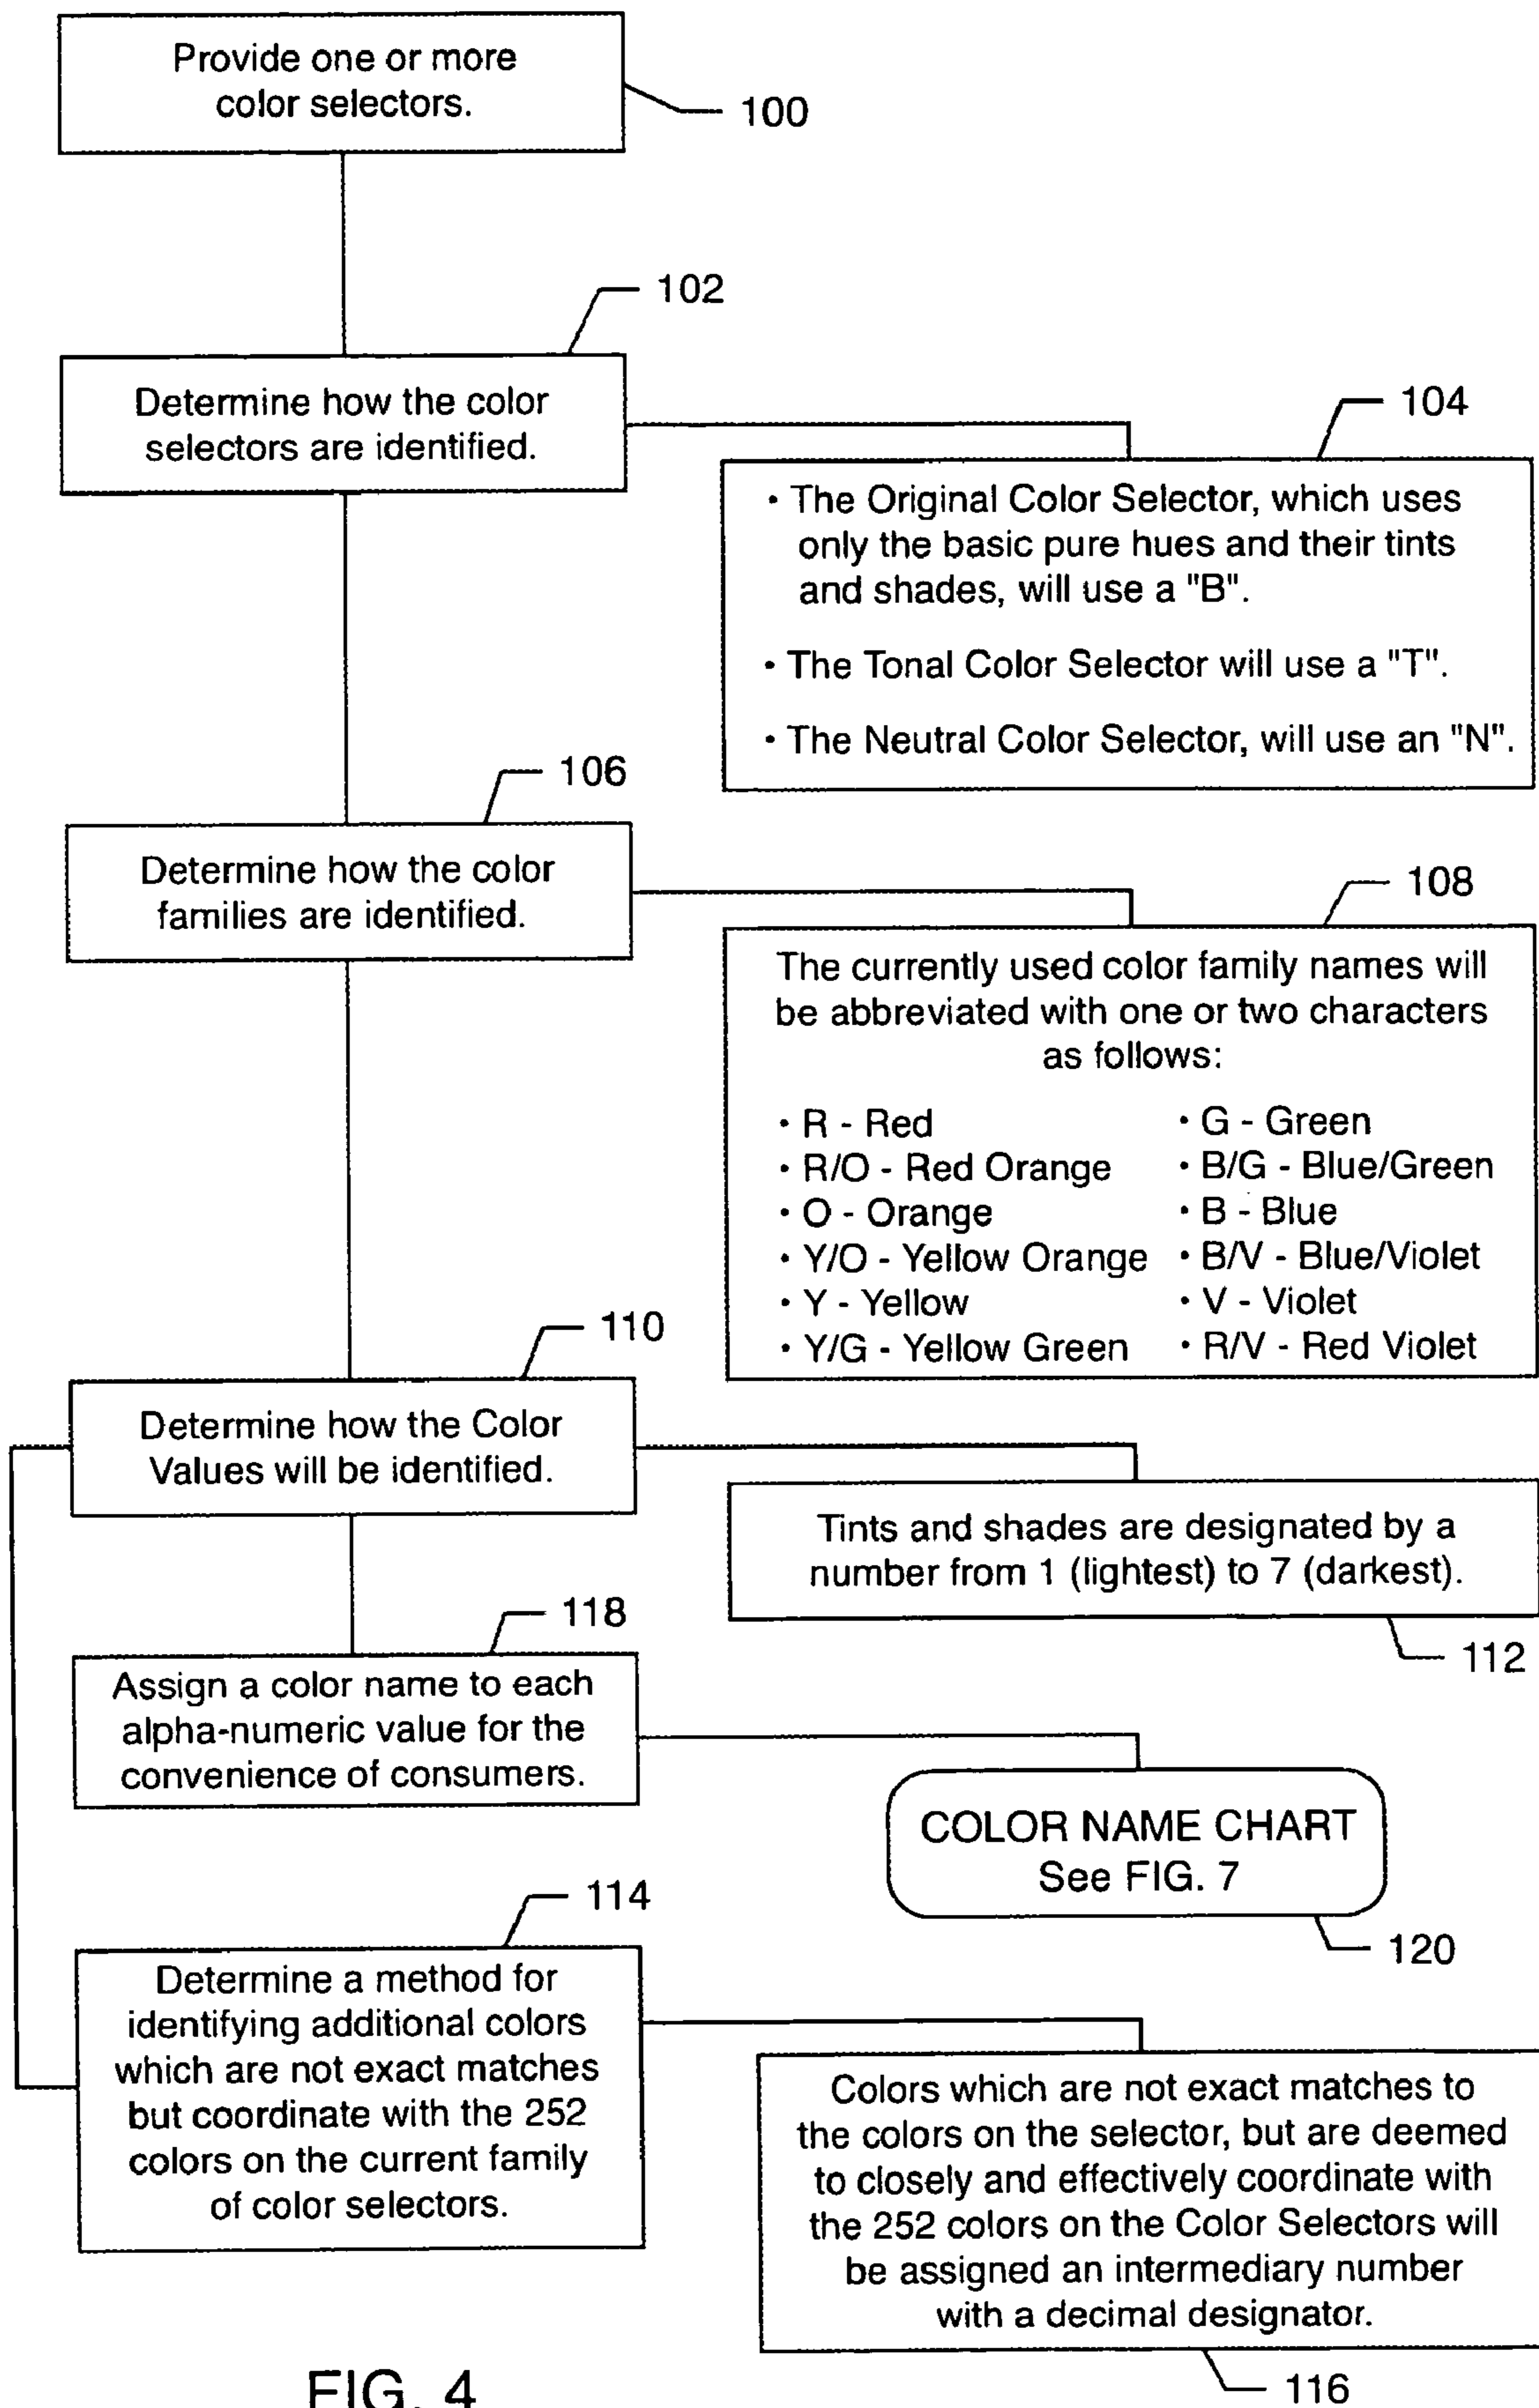 Provide one or more
color selectors.
100
102
Determine how the color
selectors are identified.
104
• The Original Color Selector, which uses
only the basic pure hues and their tints
and shades, will use a "B".
• The Tonal Color Selector will use a "T".
• The Neutral Color Selector, will use an "N".
106
Determine how the color
families are identified.
108
The currently used color family names will
be abbreviated with one or two characters
as follows:
• R - Red
• R/O - Red Orange
• O - Orange
• Y/O - Yellow Orange
• Y - Yellow
• Y/G - Yellow Green
• G - Green
• B/G - Blue/Green
• B - Blue
• B/V - Blue/Violet
• V - Violet
• R/V - Red Violet
110
Determine how the Color
Values will be identified.
Tints and shades are designated by a
number from 1 (lightest) to 7 (darkest).
112
118
Assign a color name to each
alpha-numeric value for the
convenience of consumers.
COLOR NAME CHART
See FIG. 7
120
114
Determine a method for
identifying additional colors
which are not exact matches
but coordinate with the 252
colors on the current family
of color selectors.
Colors which are not exact matches to
the colors on the selector, but are deemed
to closely and effectively coordinate with
the 252 colors on the Color Selectors will
be assigned an intermediary number
with a decimal designator.
116
FIG. 4